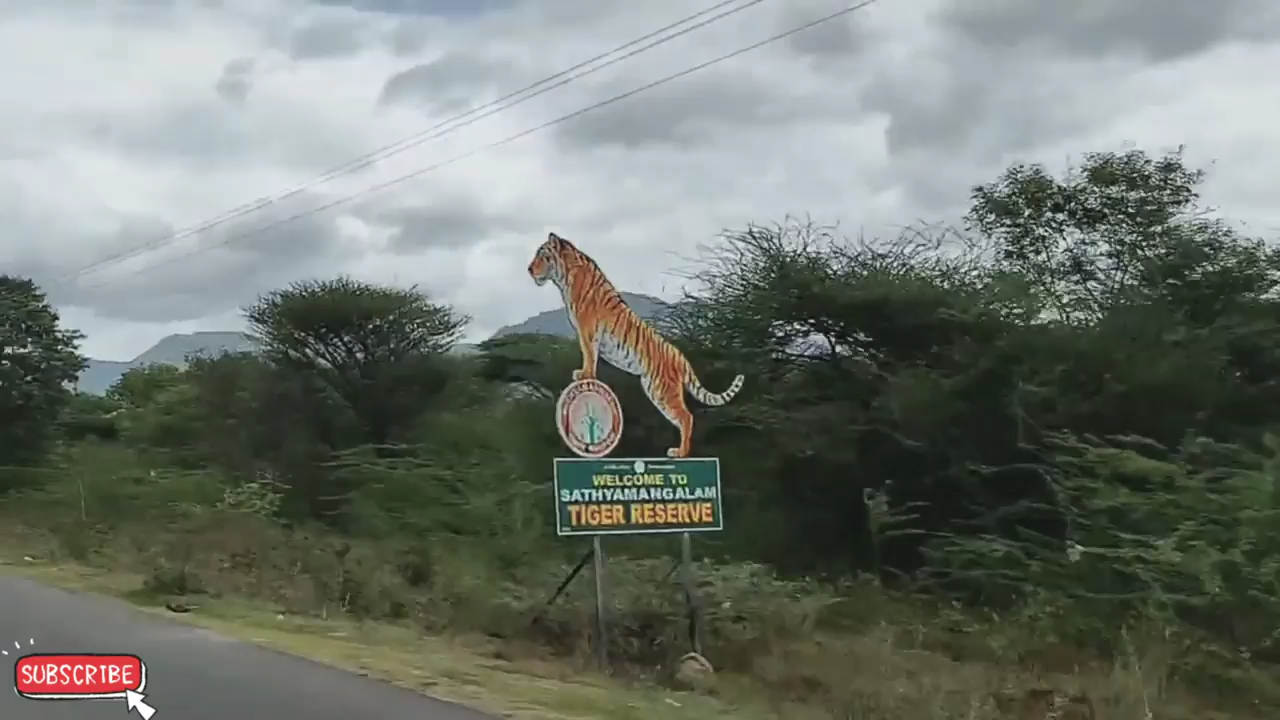 WELCOME TO
SATHYAMANGALAM
TIGER RESERVE
SUBSCRIBE